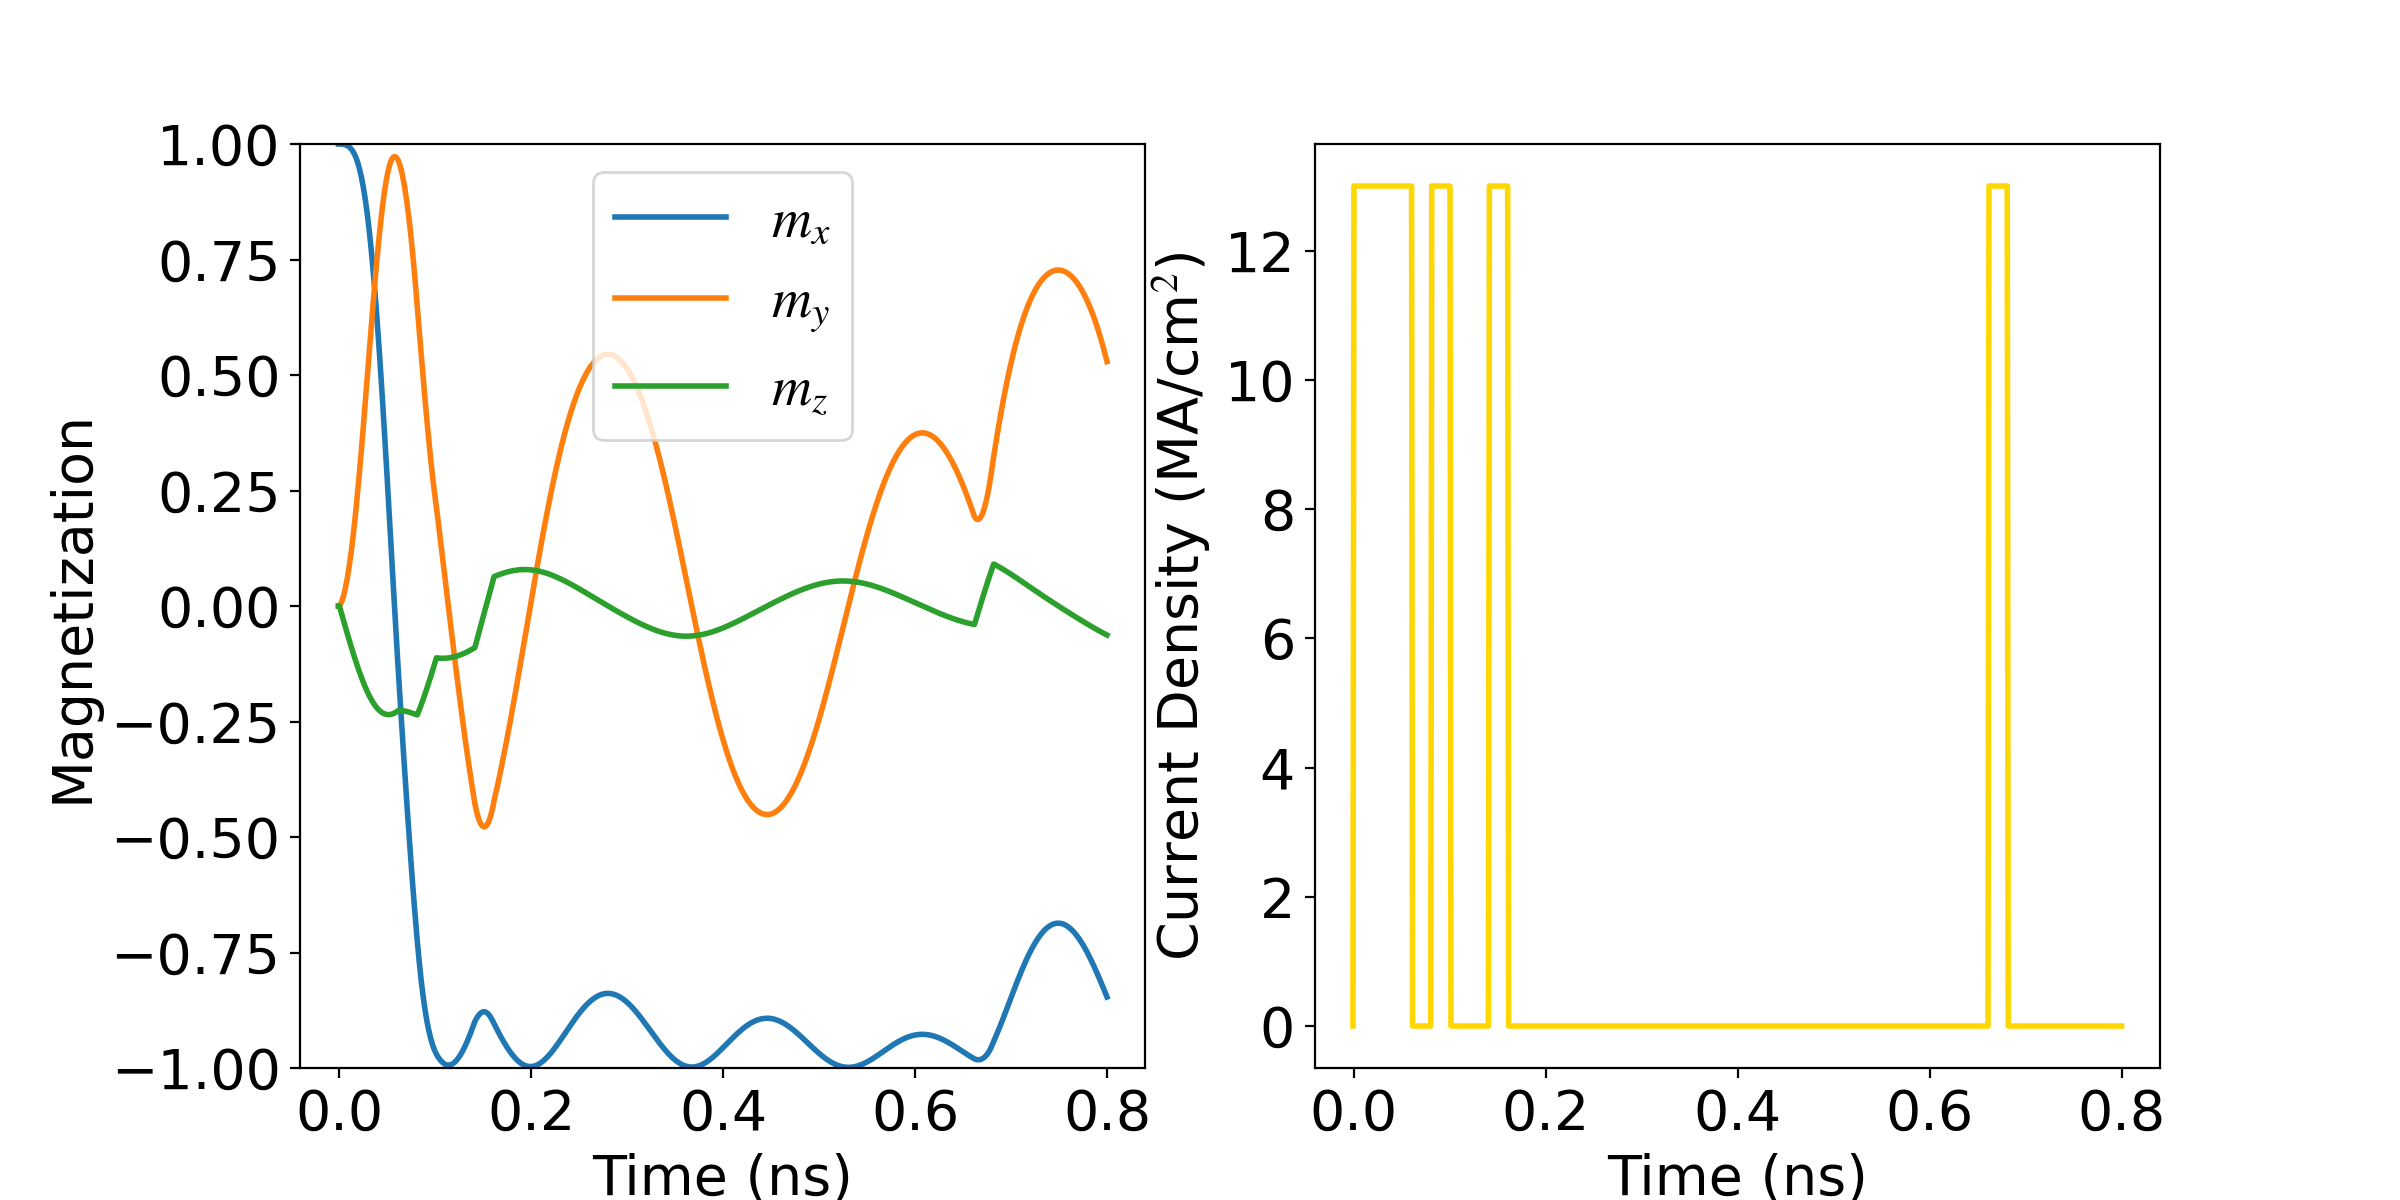 1.00
0.75
0.50
0.25
0.00
−0.25
−0.50
−0.75
−1.00
Magnetization
0.0 0.2 0.4 0.6 0.8
Time (ns)
m_x
m_y
m_z
12
10
8
6
4
2
0
Current Density (MA/cm²)
0.0 0.2 0.4 0.6 0.8
Time (ns)